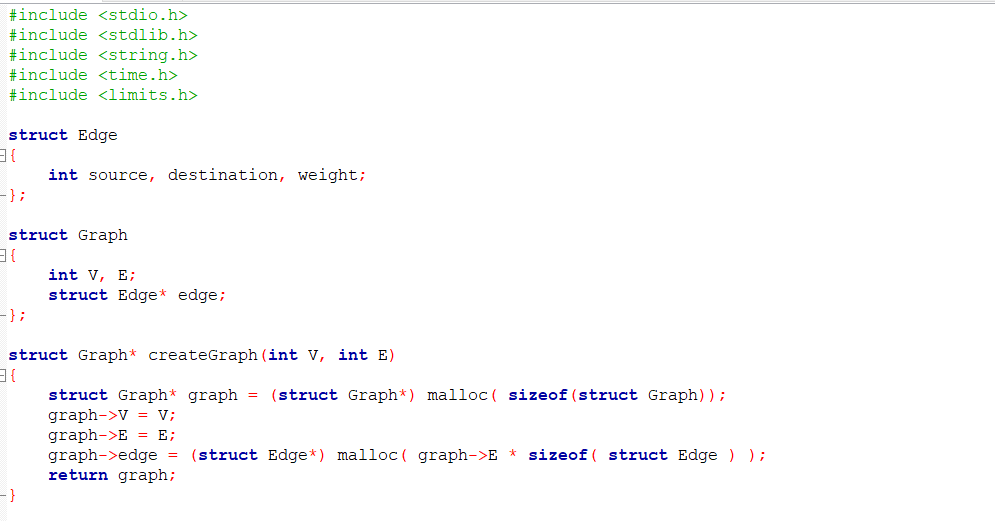 #include <stdio.h>
#include <stdlib.h>
#include <string.h>
#include <time.h>
#include <limits.h>
struct Edge
{
    int source, destination, weight;
};
struct Graph
{
    int V, E;
    struct Edge* edge;
};
struct Graph* createGraph(int V, int E)
{
    struct Graph* graph = (struct Graph*) malloc( sizeof(struct Graph));
    graph->V = V;
    graph->E = E;
    graph->edge = (struct Edge*) malloc( graph->E * sizeof( struct Edge ) );
    return graph;
}